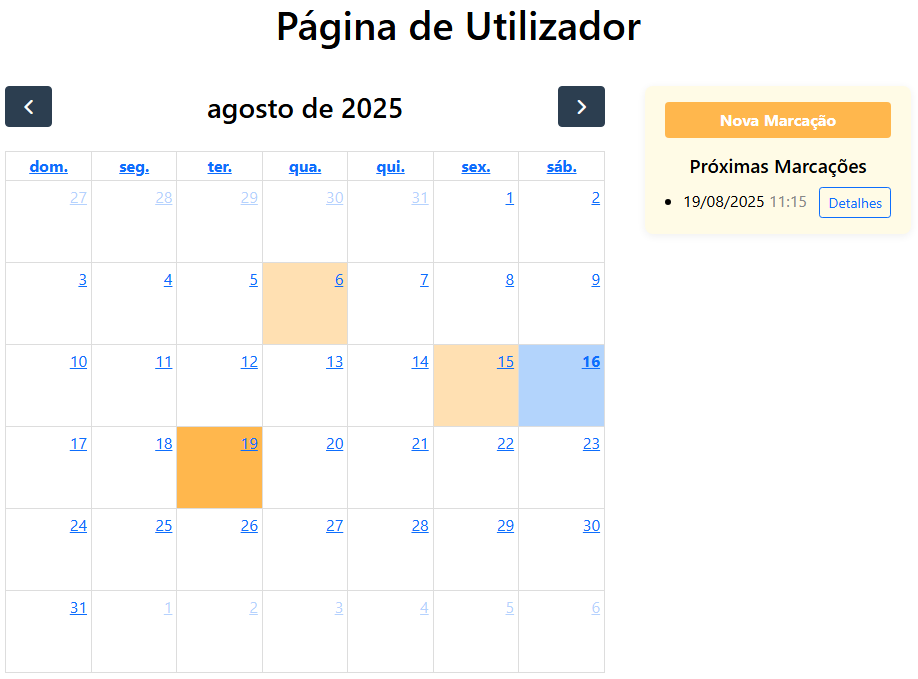 Página de Utilizador
agosto de 2025
dom. seg. ter. qua. qui. sex. sáb.
27 28 29 30 31 1 2
3 4 5 6 7 8 9
10 11 12 13 14 15 16
17 18 19 20 21 22 23
24 25 26 27 28 29 30
31 1 2 3 4 5 6
Nova Marcação
Próximas Marcações
19/08/2025 11:15 Detalhes